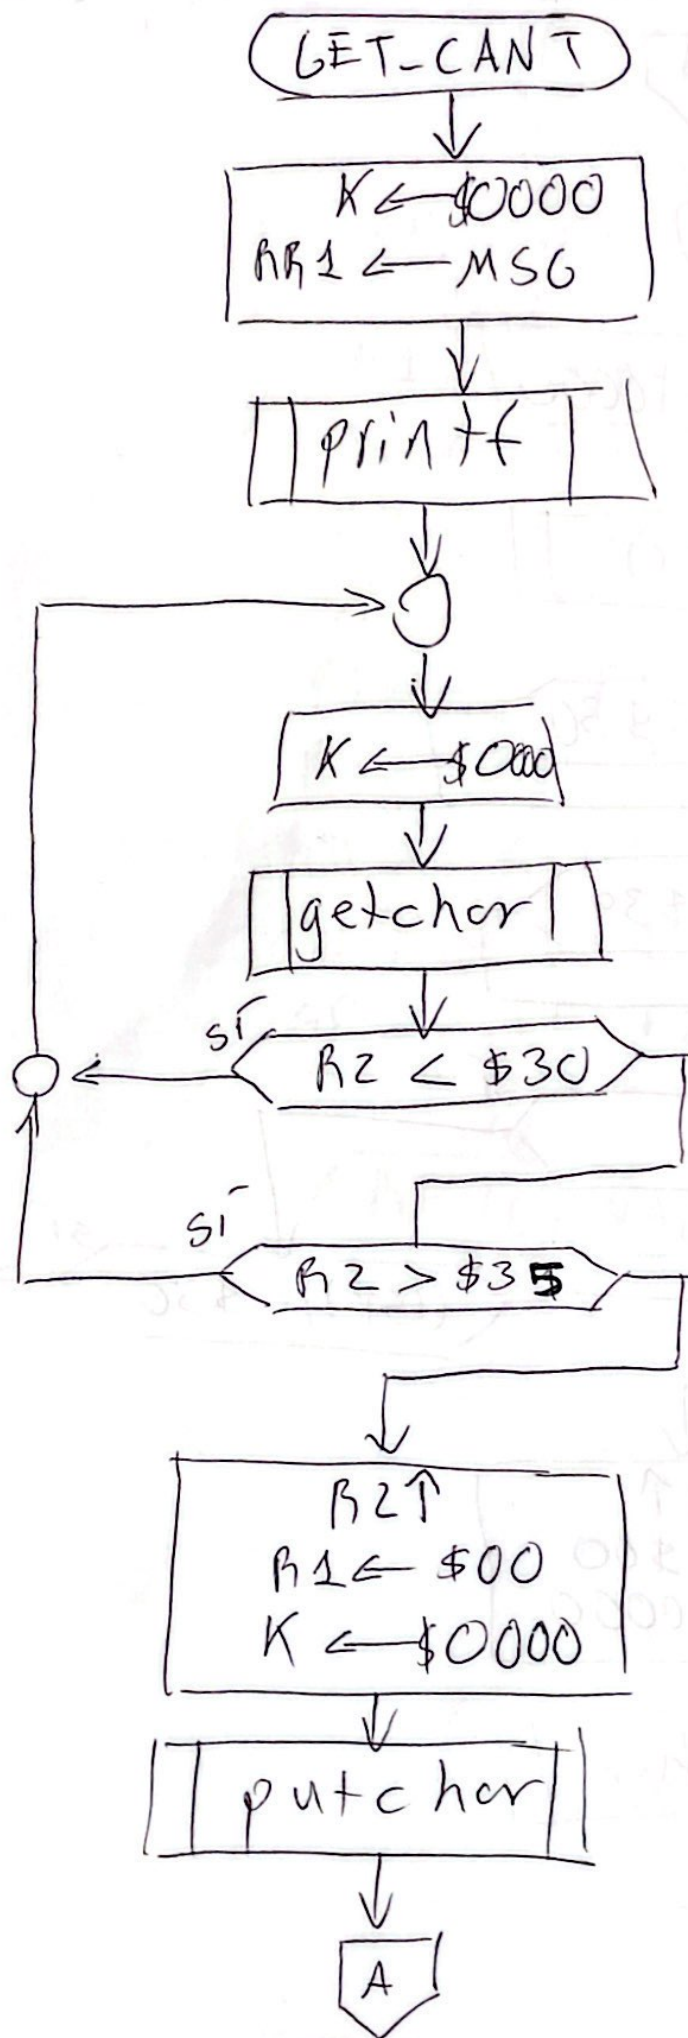 GET_CANT
K ← $0000
RR1 ← MSG
printf
K ← $0000
getchar
sí
R2 < $30
sí
R2 > $35
R2↑
R1 ← $00
K ← $0000
putchar
A